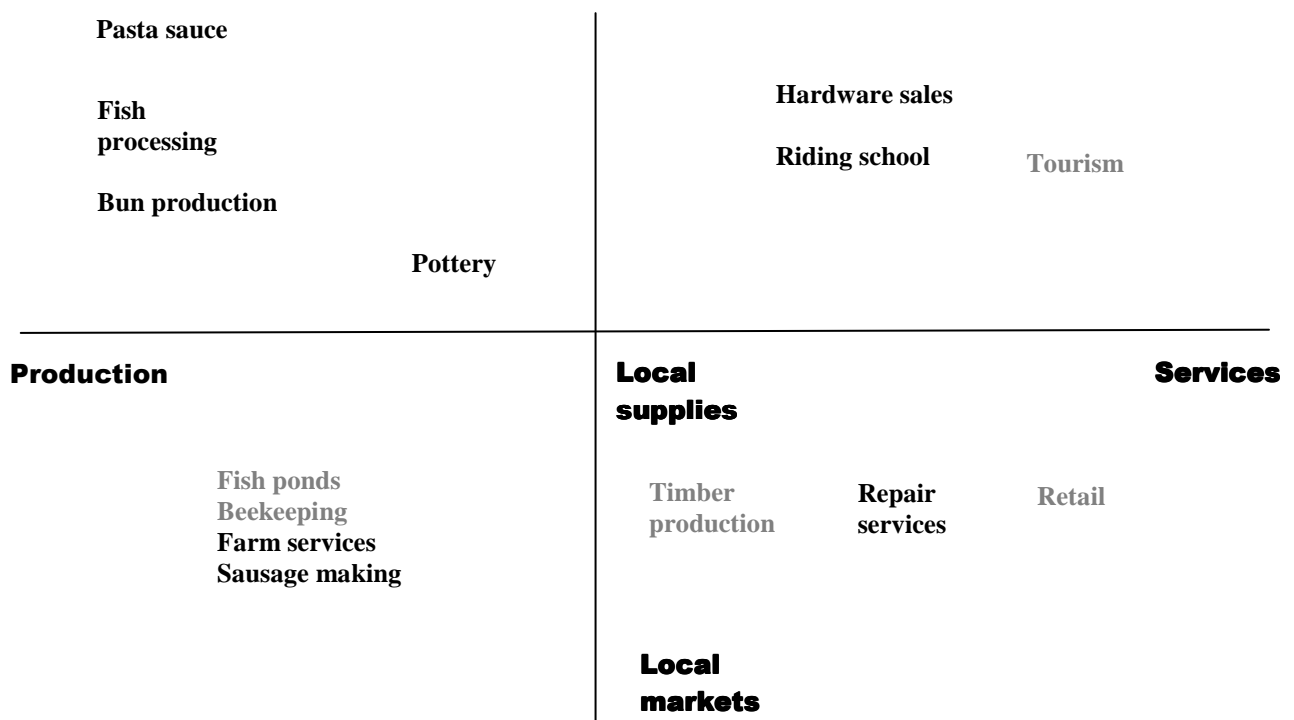 Pasta sauce
Hardware sales
Fish
processing
Riding school
Tourism
Bun production
Pottery
Production
Local
supplies
Services
Fish ponds
Beekeeping
Farm services
Sausage making
Timber
production
Repair
services
Retail
Local
markets